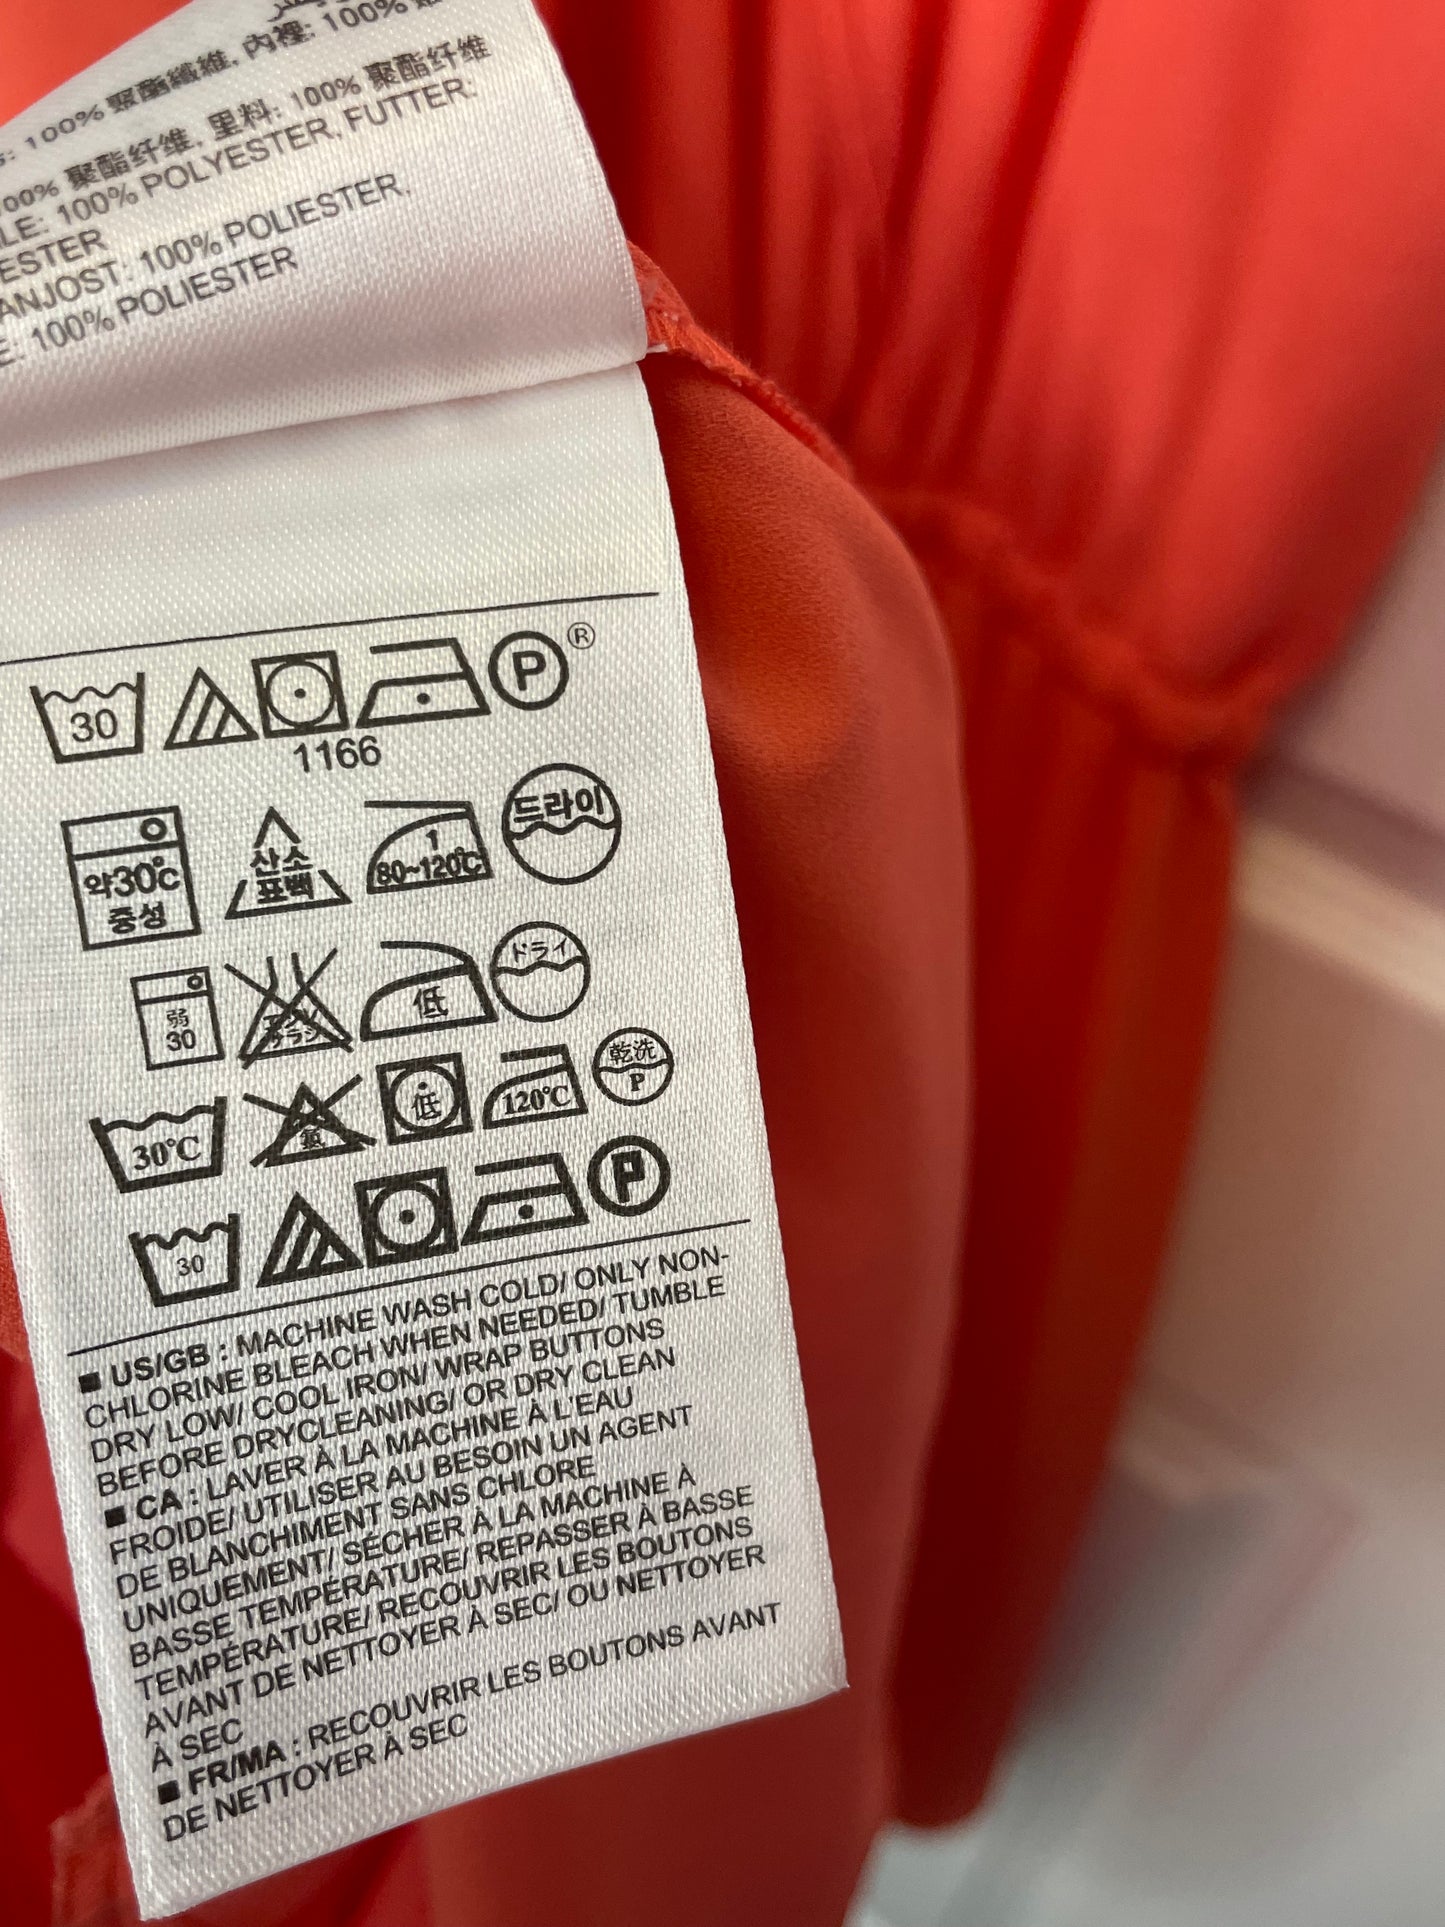 100% 聚酯纖維, 內裡: 100%
00% 聚酯纤维, 里料: 100% 聚酯纤维
LE: 100% POLYESTER, FUTTER:
ESTER
ANJOST: 100% POLIESTER,
E: 100% POLIESTER
30 P ®
1166
약30℃ 중성 산소 표백 1 80~120℃ 드라이
弱 30 低 ドライ
30℃ 氯 低 120℃ 乾洗 P
30 P
■ US/GB : MACHINE WASH COLD/ ONLY NON-
CHLORINE BLEACH WHEN NEEDED/ TUMBLE
DRY LOW/ COOL IRON/ WRAP BUTTONS
BEFORE DRYCLEANING/ OR DRY CLEAN
■ CA : LAVER À LA MACHINE À L'EAU
FROIDE/ UTILISER AU BESOIN UN AGENT
DE BLANCHIMENT SANS CHLORE
UNIQUEMENT/ SÉCHER À LA MACHINE À
BASSE TEMPÉRATURE/ REPASSER À BASSE
TEMPÉRATURE/ RECOUVRIR LES BOUTONS
AVANT DE NETTOYER À SEC/ OU NETTOYER
À SEC
■ FR/MA : RECOUVRIR LES BOUTONS AVANT
DE NETTOYER À SEC